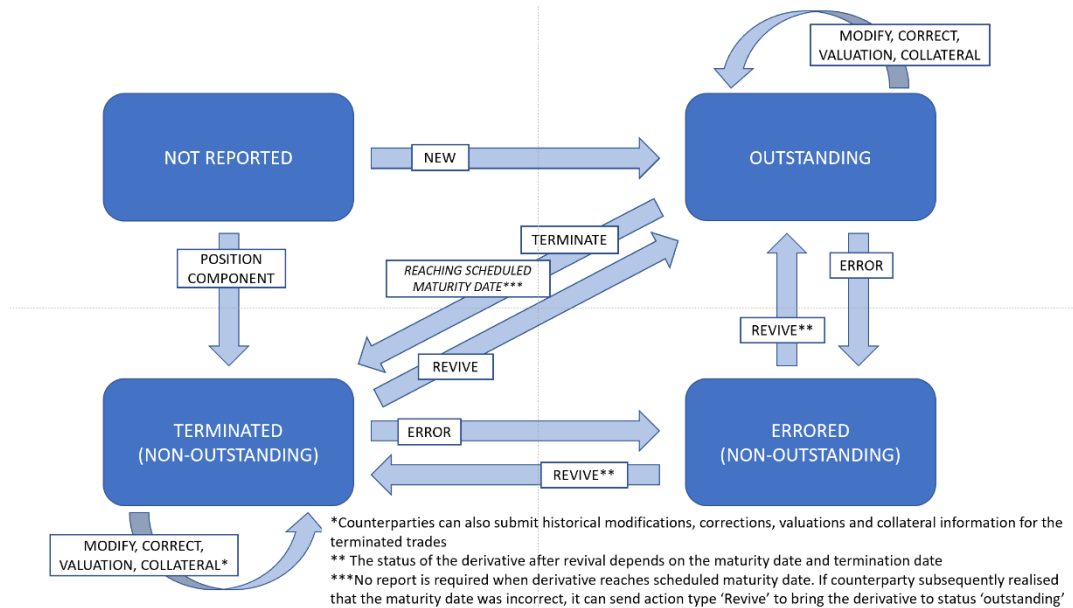 MODIFY, CORRECT,
VALUATION, COLLATERAL
NOT REPORTED
NEW
OUTSTANDING
POSITION
COMPONENT
TERMINATE
REACHING SCHEDULED
MATURITY DATE***
ERROR
REVIVE**
REVIVE
TERMINATED
(NON-OUTSTANDING)
ERROR
REVIVE**
ERRORED
(NON-OUTSTANDING)
MODIFY, CORRECT,
VALUATION, COLLATERAL*
*Counterparties can also submit historical modifications, corrections, valuations and collateral information for the
terminated trades
** The status of the derivative after revival depends on the maturity date and termination date
***No report is required when derivative reaches scheduled maturity date. If counterparty subsequently realised
that the maturity date was incorrect, it can send action type ‘Revive’ to bring the derivative to status ‘outstanding’